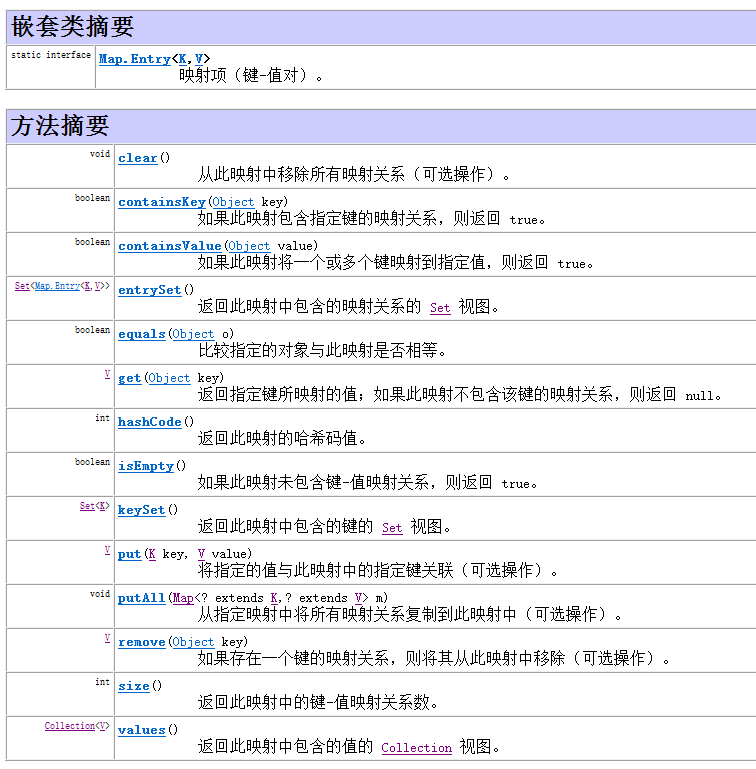 嵌套类摘要
static interface Map.Entry<K,V>
映射项（键-值对）。
方法摘要
void clear()
从此映射中移除所有映射关系（可选操作）。
boolean containsKey(Object key)
如果此映射包含指定键的映射关系，则返回 true。
boolean containsValue(Object value)
如果此映射将一个或多个键映射到指定值，则返回 true。
Set<Map.Entry<K,V>> entrySet()
返回此映射中包含的映射关系的 Set 视图。
boolean equals(Object o)
比较指定的对象与此映射是否相等。
V get(Object key)
返回指定键所映射的值；如果此映射不包含该键的映射关系，则返回 null。
int hashCode()
返回此映射的哈希码值。
boolean isEmpty()
如果此映射未包含键-值映射关系，则返回 true。
Set<K> keySet()
返回此映射中包含的键的 Set 视图。
V put(K key, V value)
将指定的值与此映射中的指定键关联（可选操作）。
void putAll(Map<? extends K,? extends V> m)
从指定映射中将所有映射关系复制到此映射中（可选操作）。
V remove(Object key)
如果存在一个键的映射关系，则将其从此映射中移除（可选操作）。
int size()
返回此映射中的键-值映射关系数。
Collection<V> values()
返回此映射中包含的值的 Collection 视图。